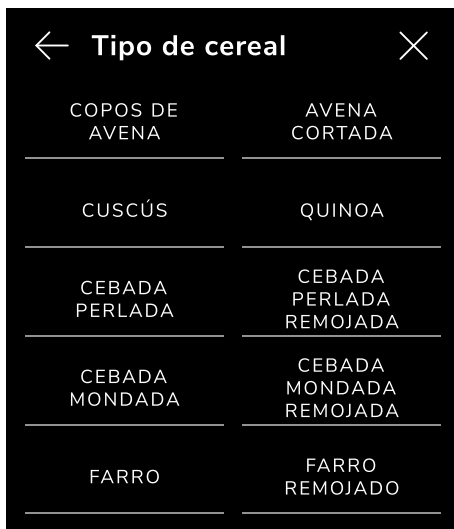 Tipo de cereal
COPOS DE
AVENA
AVENA
CORTADA
CUSCÚS
QUINOA
CEBADA
PERLADA
CEBADA
PERLADA
REMOJADA
CEBADA
MONDADA
CEBADA
MONDADA
REMOJADA
FARRO
FARRO
REMOJADO